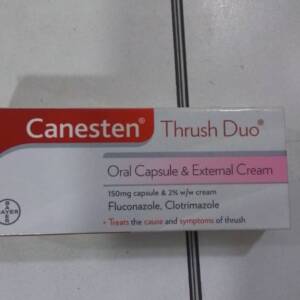 Canesten® Thrush Duo®
Oral Capsule & External Cream
150mg capsule & 2% w/w cream
Fluconazole, Clotrimazole
• Treats the cause and symptoms of thrush
BAYER